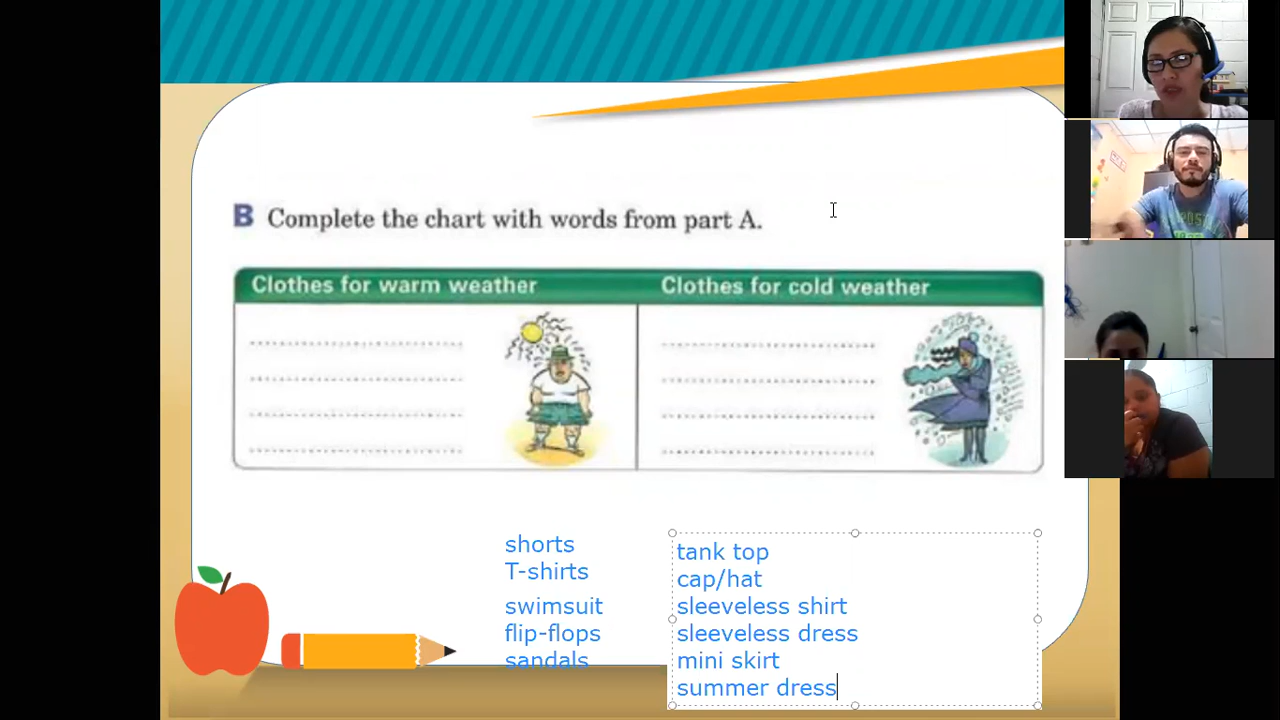 B Complete the chart with words from part A.
Clothes for warm weather
Clothes for cold weather
shorts
T-shirts
swimsuit
flip-flops
sandals
tank top
cap/hat
sleeveless shirt
sleeveless dress
mini skirt
summer dress